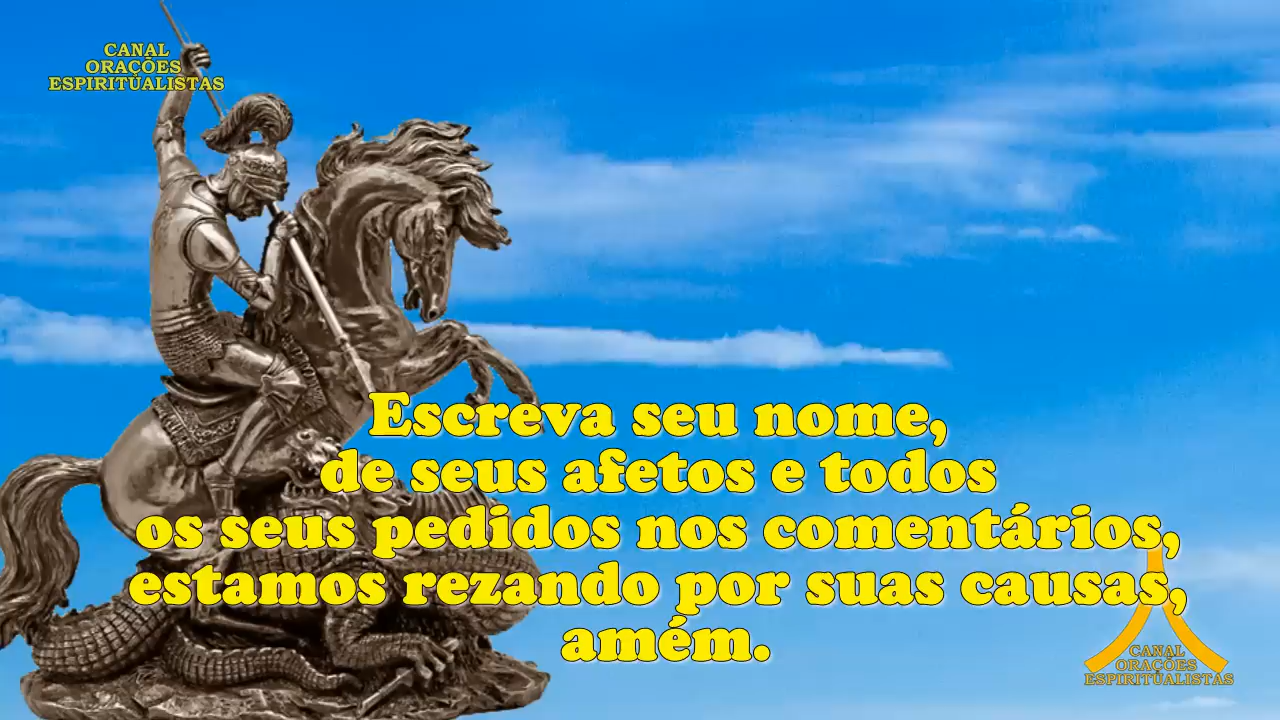 CANAL
ORAÇÕES
ESPIRITUALISTAS
Escreva seu nome,
de seus afetos e todos
os seus pedidos nos comentários,
estamos rezando por suas causas,
amém.
CANAL
ORAÇÕES
ESPIRITUALISTAS